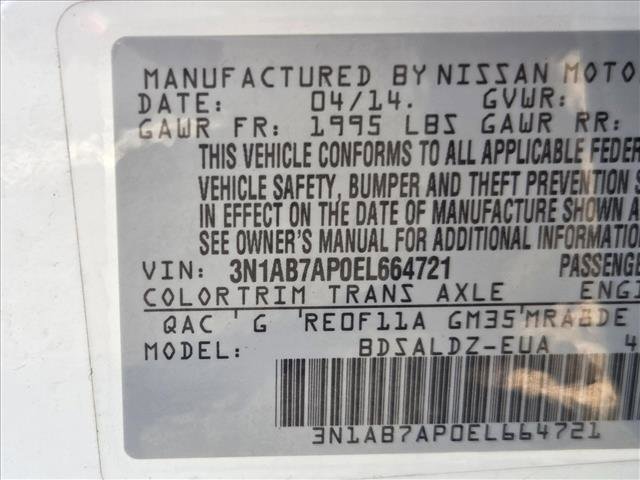 MANUFACTURED BY NISSAN MOTO
DATE: 04/14. GVWR:
GAWR FR: 1995 LBS GAWR RR:
THIS VEHICLE CONFORMS TO ALL APPLICABLE FEDER
VEHICLE SAFETY, BUMPER AND THEFT PREVENTION S
IN EFFECT ON THE DATE OF MANUFACTURE SHOWN A
SEE OWNER'S MANUAL FOR ADDITIONAL INFORMATION
VIN: 3N1AB7AP0EL664721 PASSENGE
COLORTRIM TRANS AXLE ENGI
QAC ' G 'RE0F11A GM35'MRA8DE
MODEL: BDSALDZ-EUA 4
3N1AB7AP0EL664721